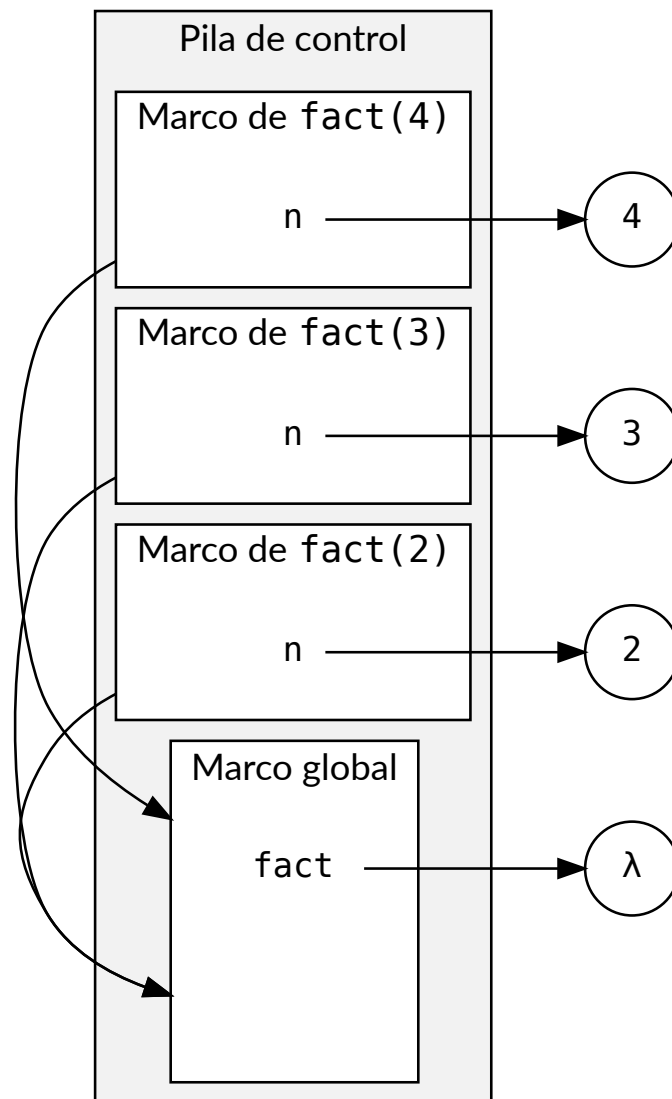 Pila de control
Marco de fact(4)
n 4
Marco de fact(3)
n 3
Marco de fact(2)
n 2
Marco global
fact λ